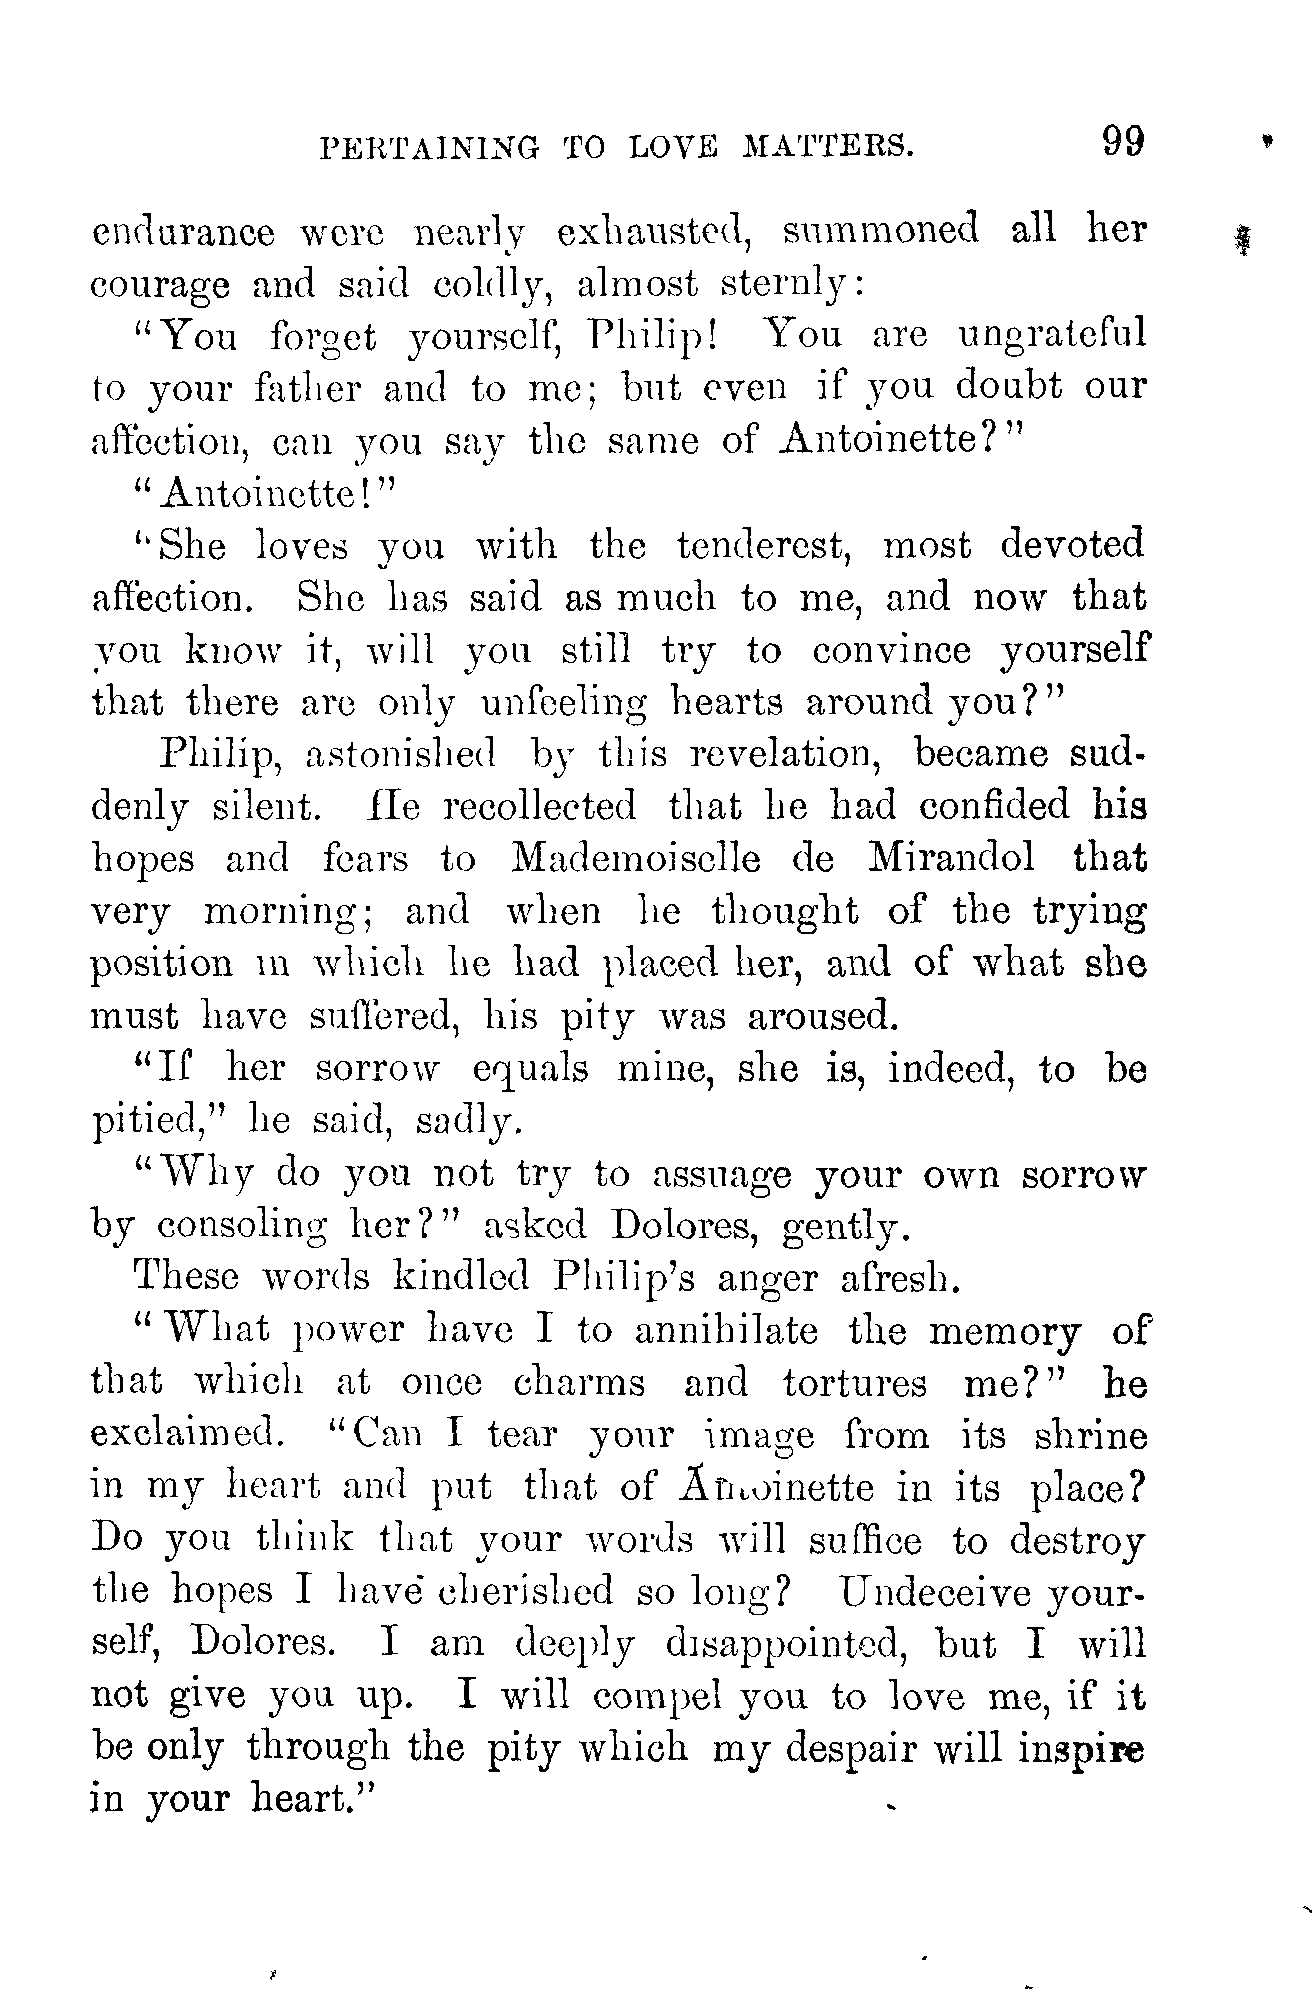 PERTAINING TO LOVE MATTERS. 99
endurance were nearly exhausted, summoned all her
courage and said coldly, almost sternly:
"You forget yourself, Philip! You are ungrateful
to your father and to me; but even if you doubt our
affection, can you say the same of Antoinette?"
"Antoinette!"
"She loves you with the tenderest, most devoted
affection. She has said as much to me, and now that
you know it, will you still try to convince yourself
that there are only unfeeling hearts around you?"
Philip, astonished by this revelation, became sud-
denly silent. He recollected that he had confided his
hopes and fears to Mademoiselle de Mirandol that
very morning; and when he thought of the trying
position in which he had placed her, and of what she
must have suffered, his pity was aroused.
"If her sorrow equals mine, she is, indeed, to be
pitied," he said, sadly.
"Why do you not try to assuage your own sorrow
by consoling her?" asked Dolores, gently.
These words kindled Philip's anger afresh.
"What power have I to annihilate the memory of
that which at once charms and tortures me?" he
exclaimed. "Can I tear your image from its shrine
in my heart and put that of Antoinette in its place?
Do you think that your words will suffice to destroy
the hopes I have cherished so long? Undeceive your-
self, Dolores. I am deeply disappointed, but I will
not give you up. I will compel you to love me, if it
be only through the pity which my despair will inspire
in your heart."